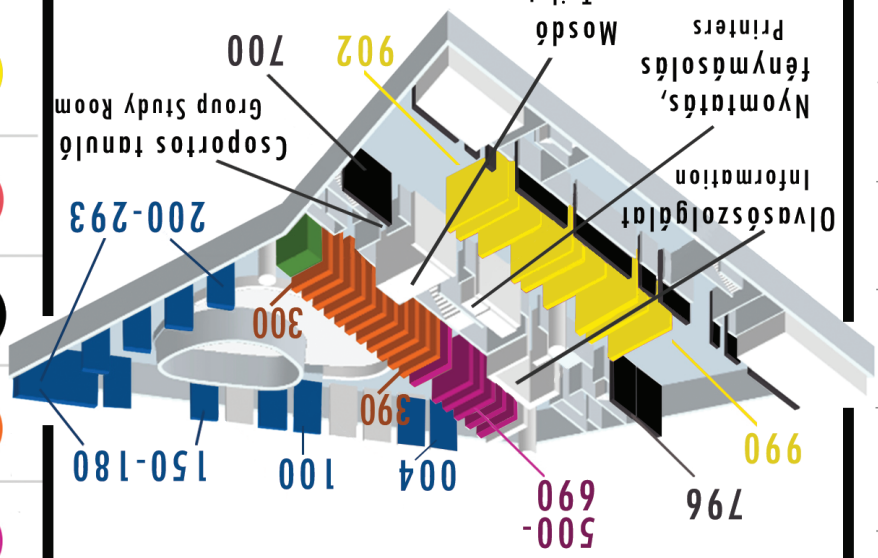 500-
690
796
990
004
100
150-180
390
300
Olvasószolgálat
Information
200-293
Nyomtatás,
fénymásolás
Printers
Csoportos tanuló
Group Study Room
Mosdó
902
700